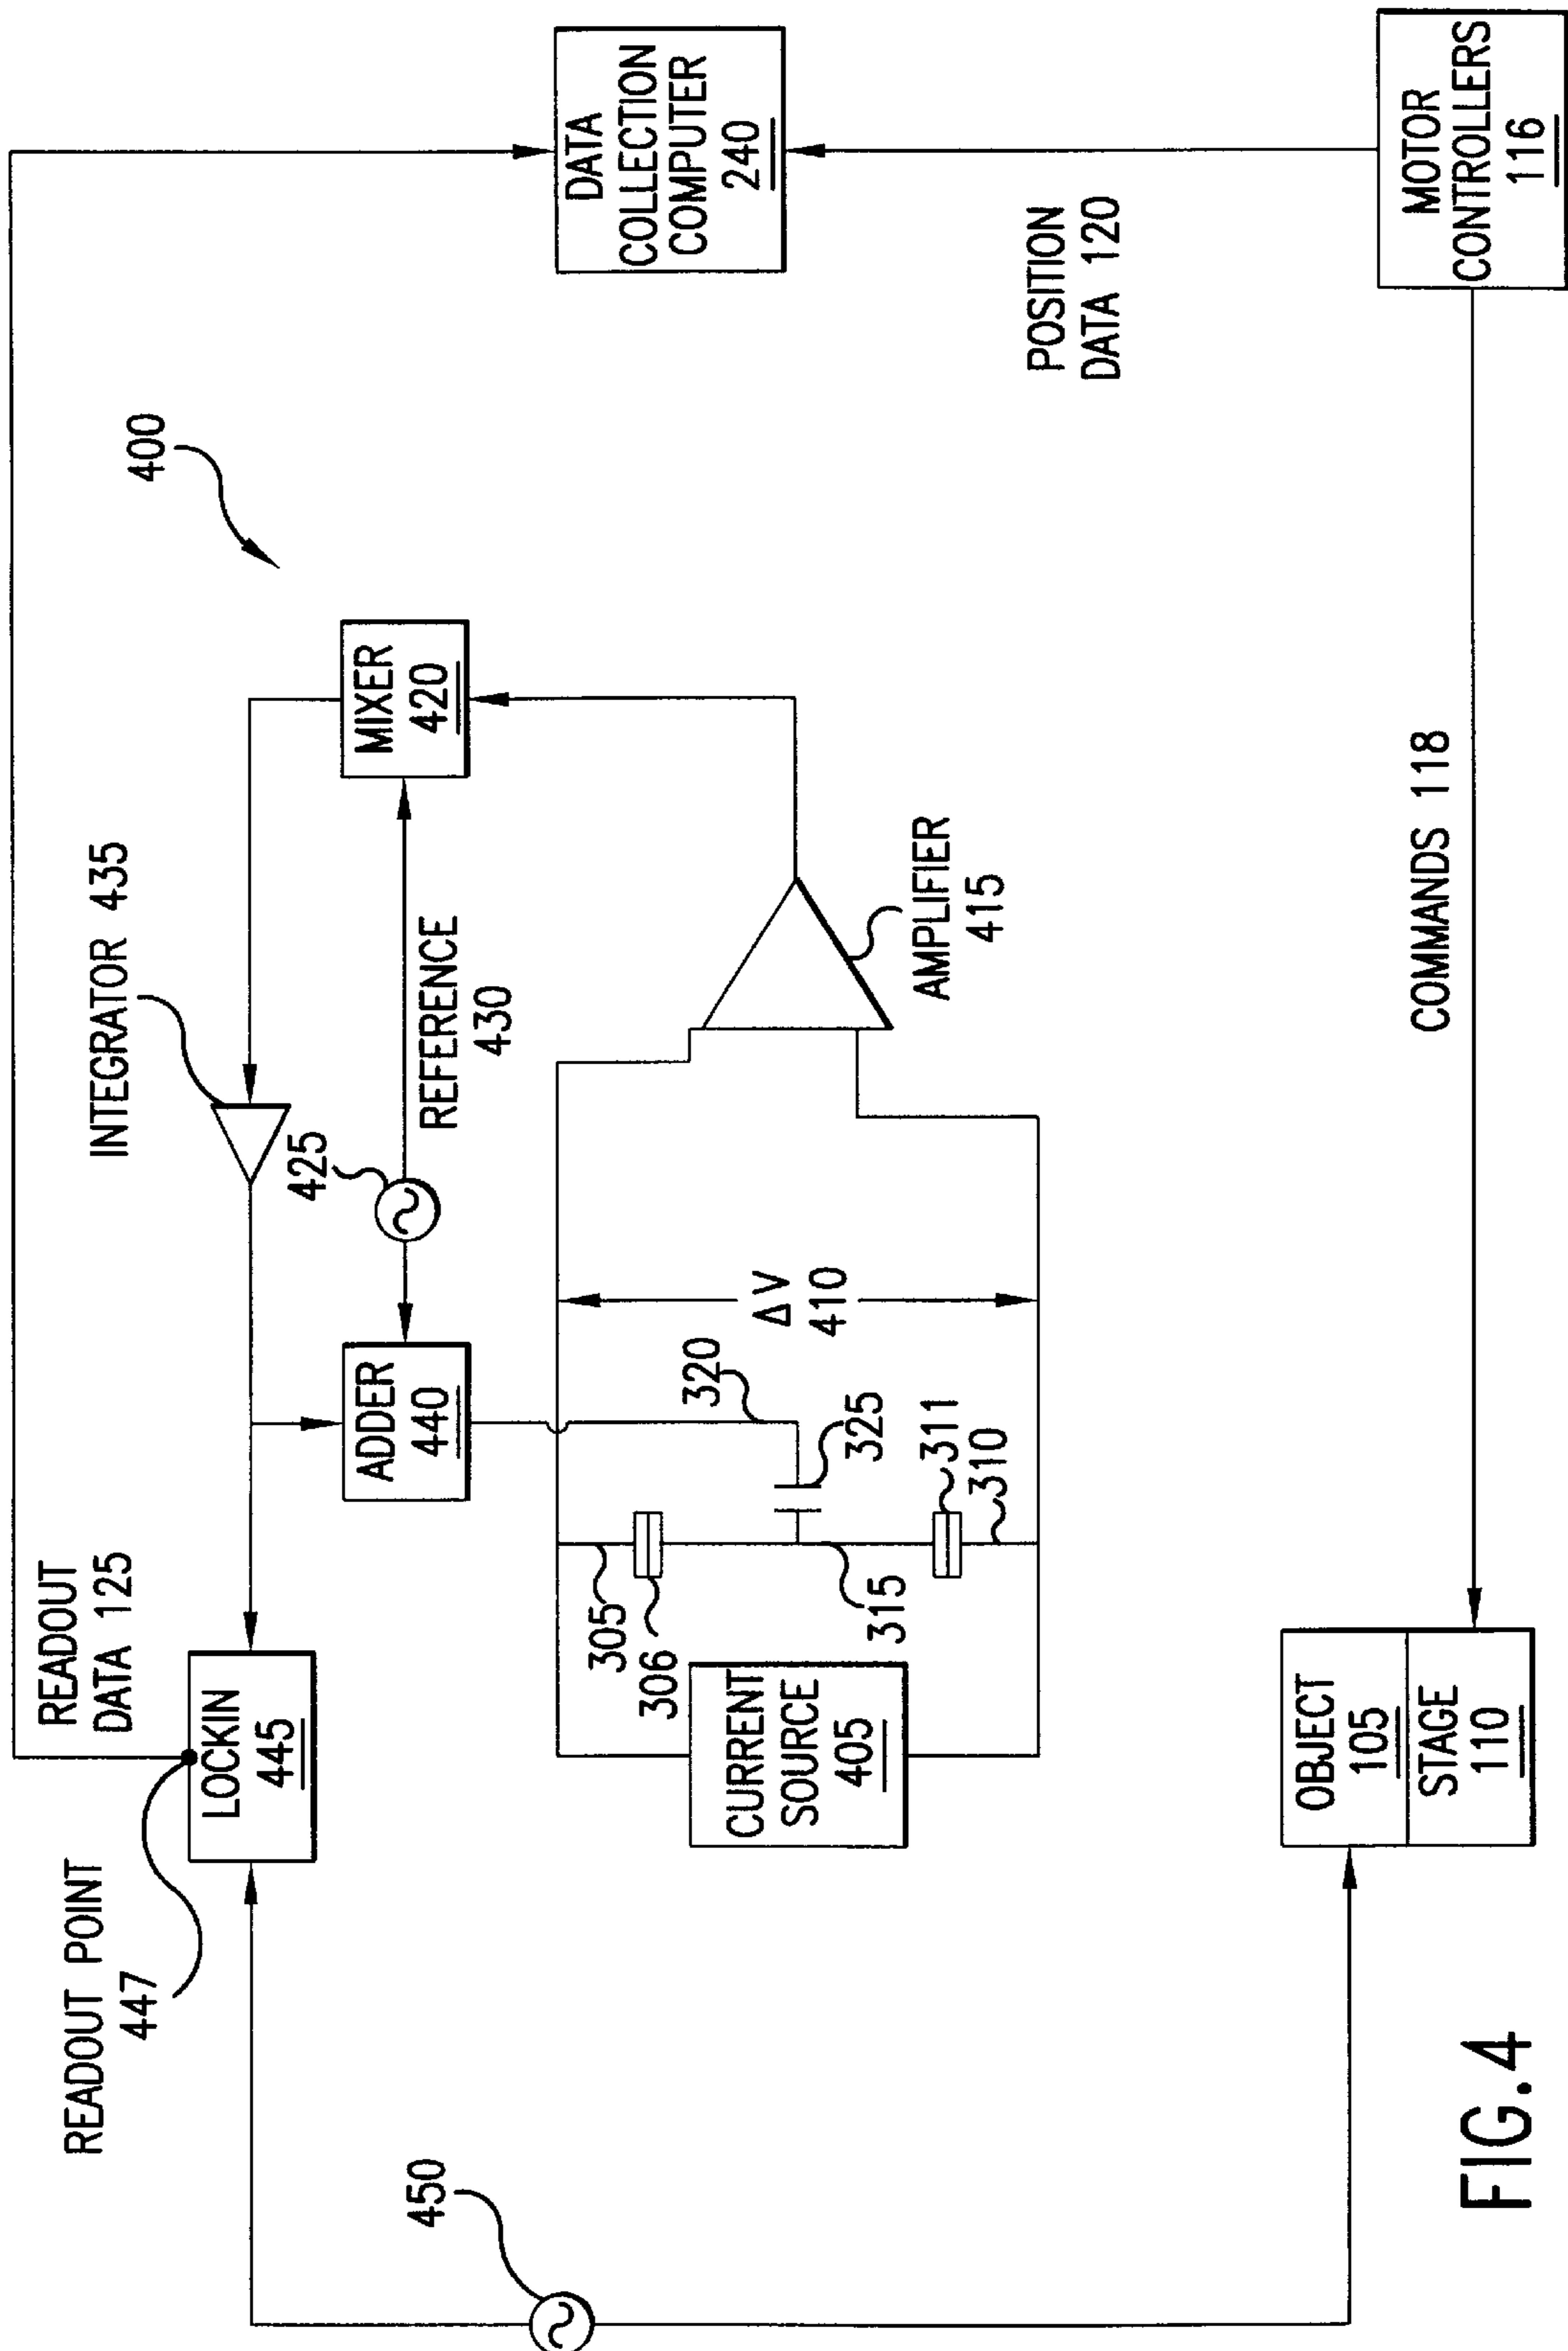 READOUT POINT
447
READOUT
DATA 125
LOCKIN
445
INTEGRATOR 435
450
ADDER
440
425
REFERENCE
430
MIXER
420
400
DATA
COLLECTION
COMPUTER
240
305
306
320
325
315
311
310
CURRENT
SOURCE
405
ΔV
410
AMPLIFIER
415
POSITION
DATA 120
OBJECT
105
STAGE
110
COMMANDS 118
MOTOR
CONTROLLERS
116
FIG.4